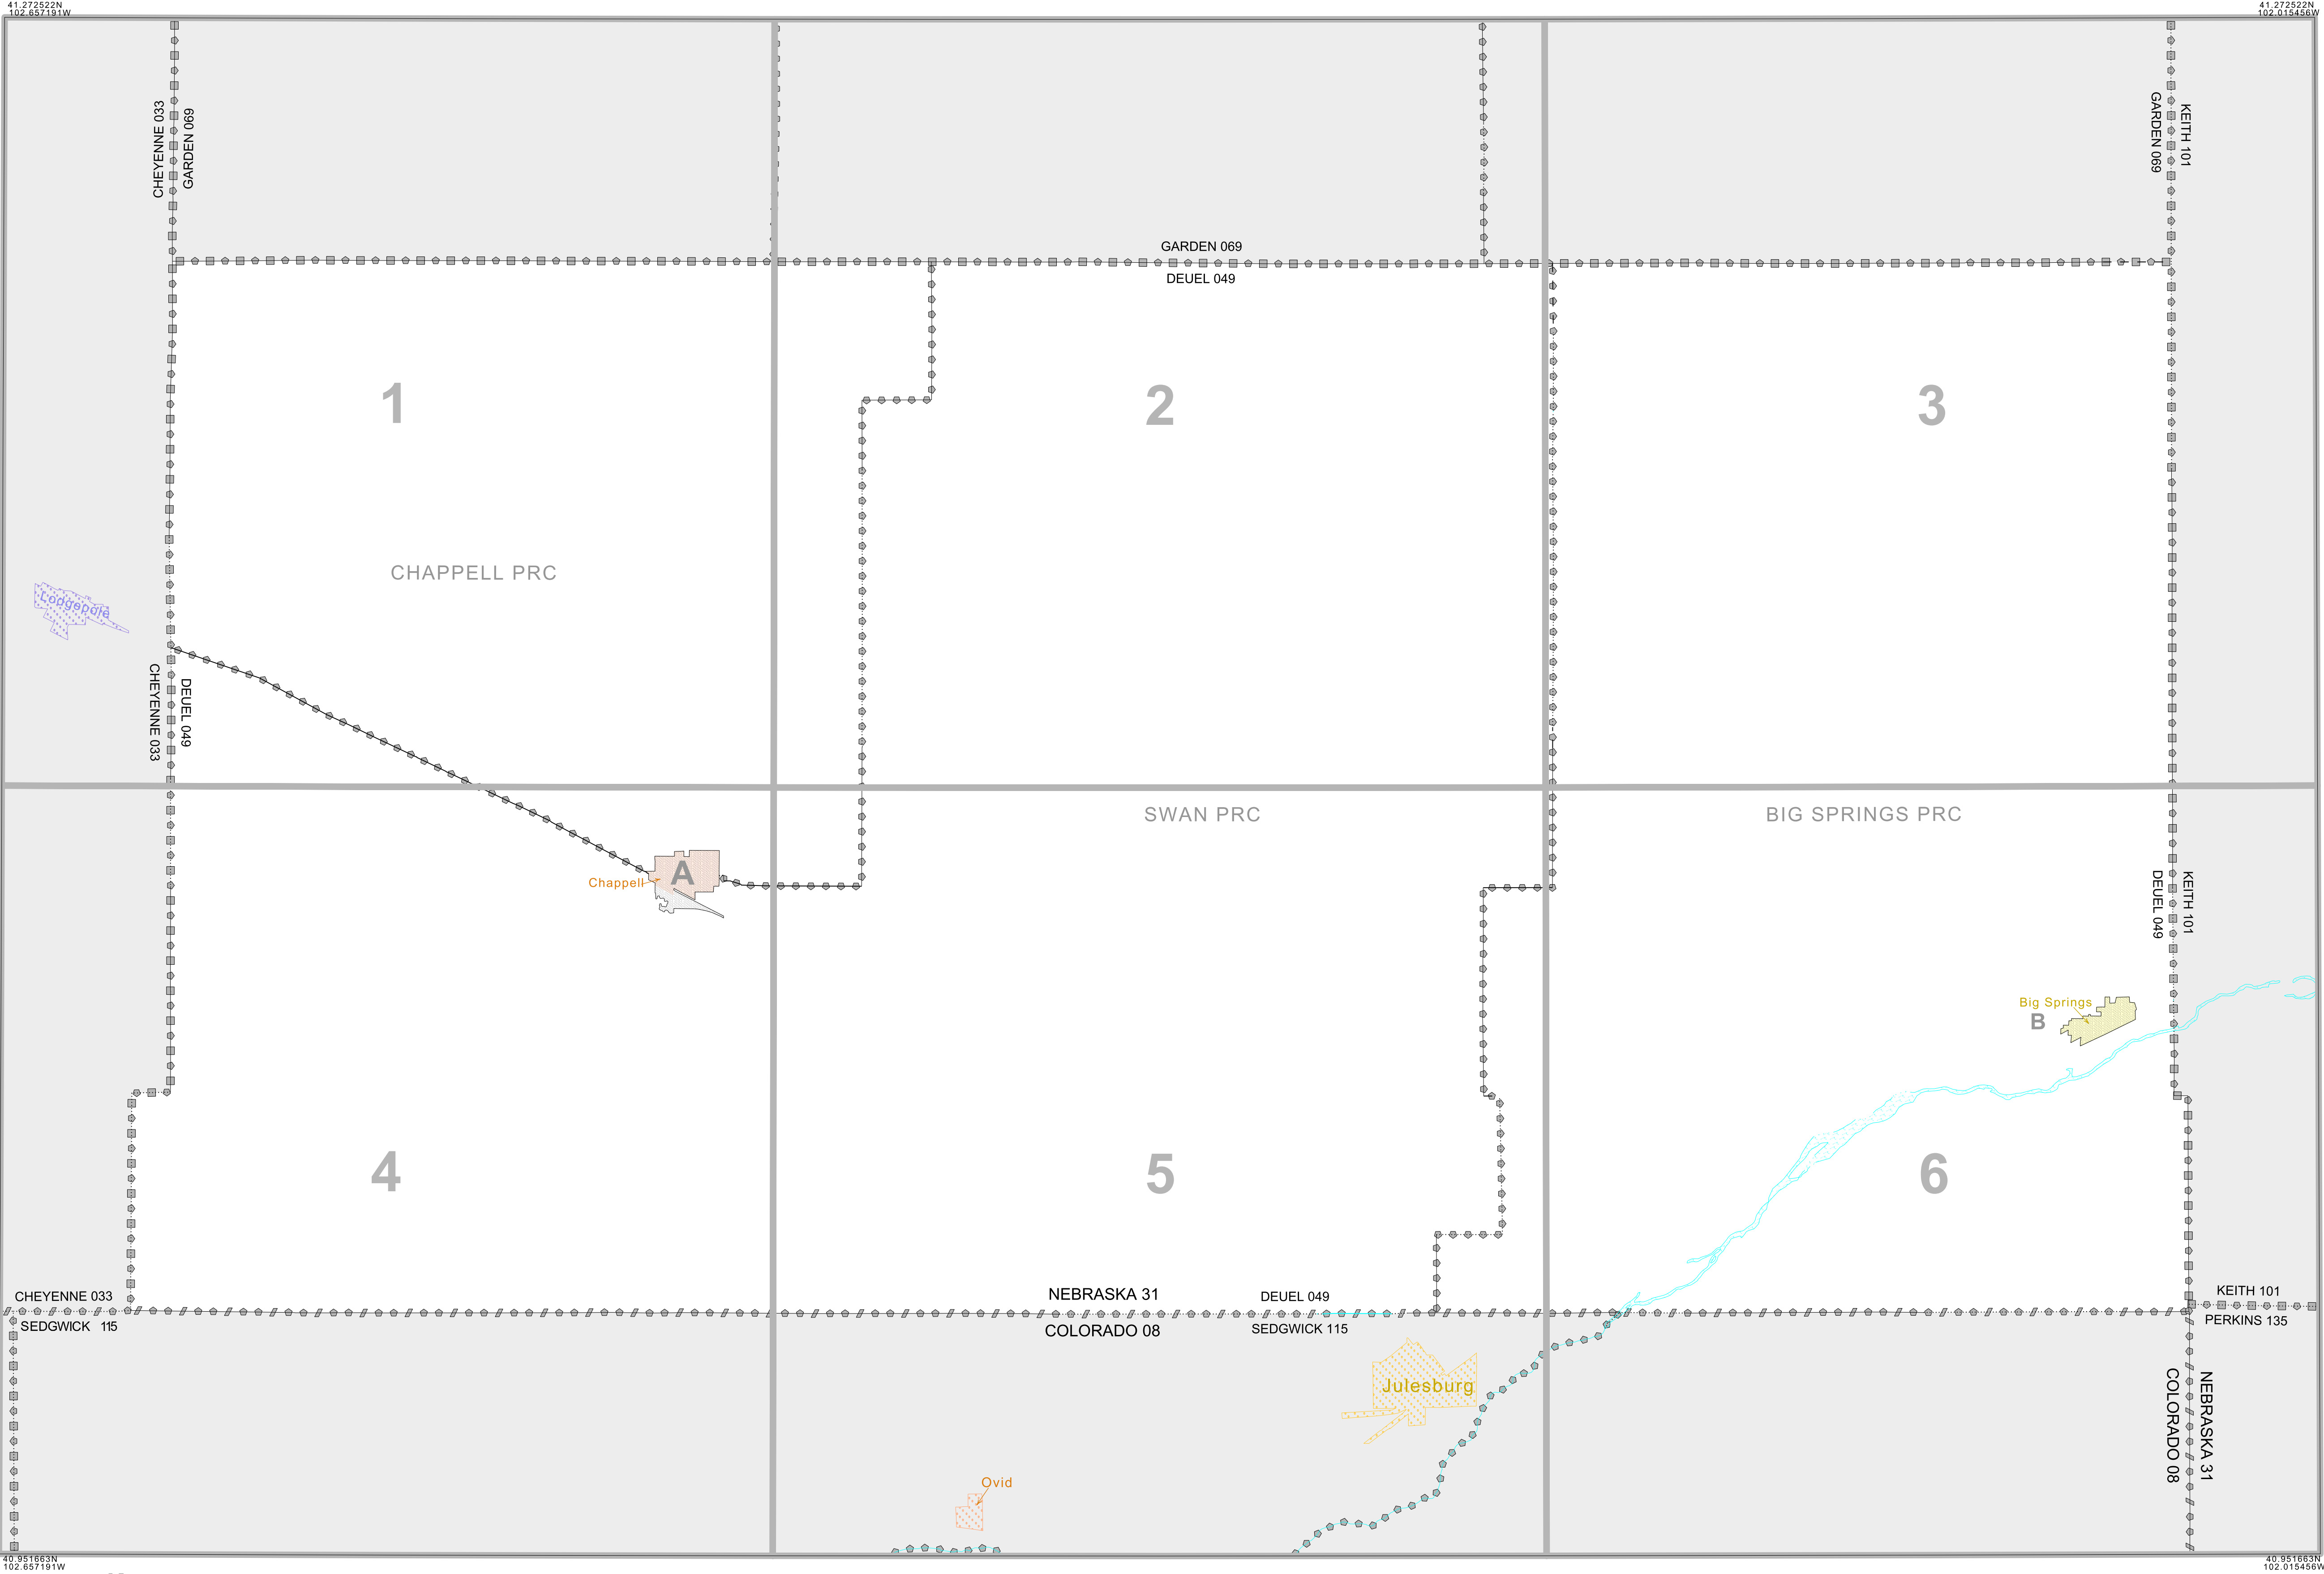 41.272522N
102.657191W
41.272522N
102.015456W
CHEYENNE 033
GARDEN 069
GARDEN 069
KEITH 101
GARDEN 069
DEUEL 049
1
2
3
CHAPPELL PRC
Lodgepole
CHEYENNE 033
DEUEL 049
SWAN PRC
BIG SPRINGS PRC
A
Chappell
DEUEL 049
KEITH 101
Big Springs
B
4
5
6
CHEYENNE 033
SEDGWICK 115
NEBRASKA 31
COLORADO 08
DEUEL 049
SEDGWICK 115
KEITH 101
PERKINS 135
Julesburg
COLORADO 08
NEBRASKA 31
Ovid
40.951663N
102.657191W
40.951663N
102.015456W